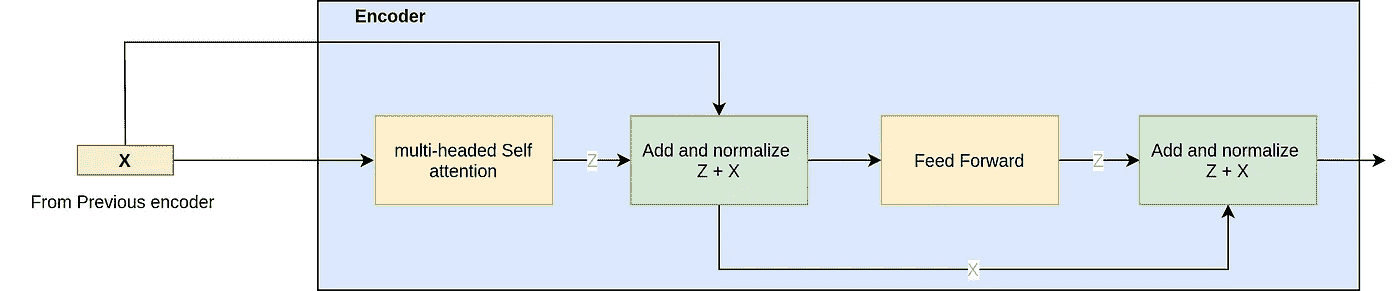 Encoder
X
From Previous encoder
multi-headed Self
attention
Z
Add and normalize
Z + X
Feed Forward
Z
Add and normalize
Z + X
X